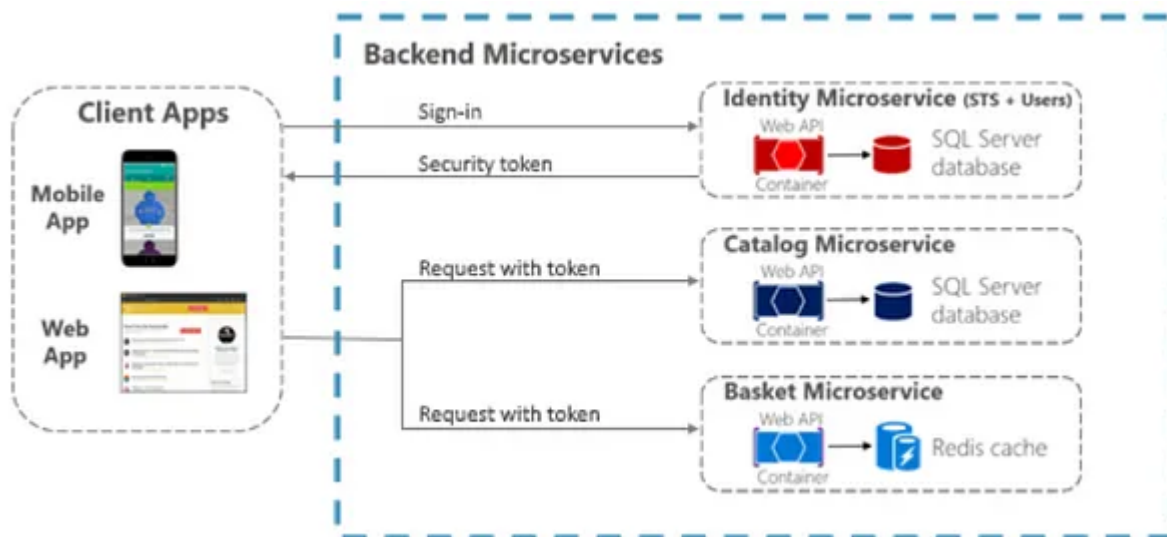 Backend Microservices
Client Apps
Mobile
App
Web
App
Sign-in
Security token
Request with token
Request with token
Identity Microservice (STS + Users)
Web API
Container
SQL Server
database
Catalog Microservice
Web API
Container
SQL Server
database
Basket Microservice
Web API
Container
Redis cache